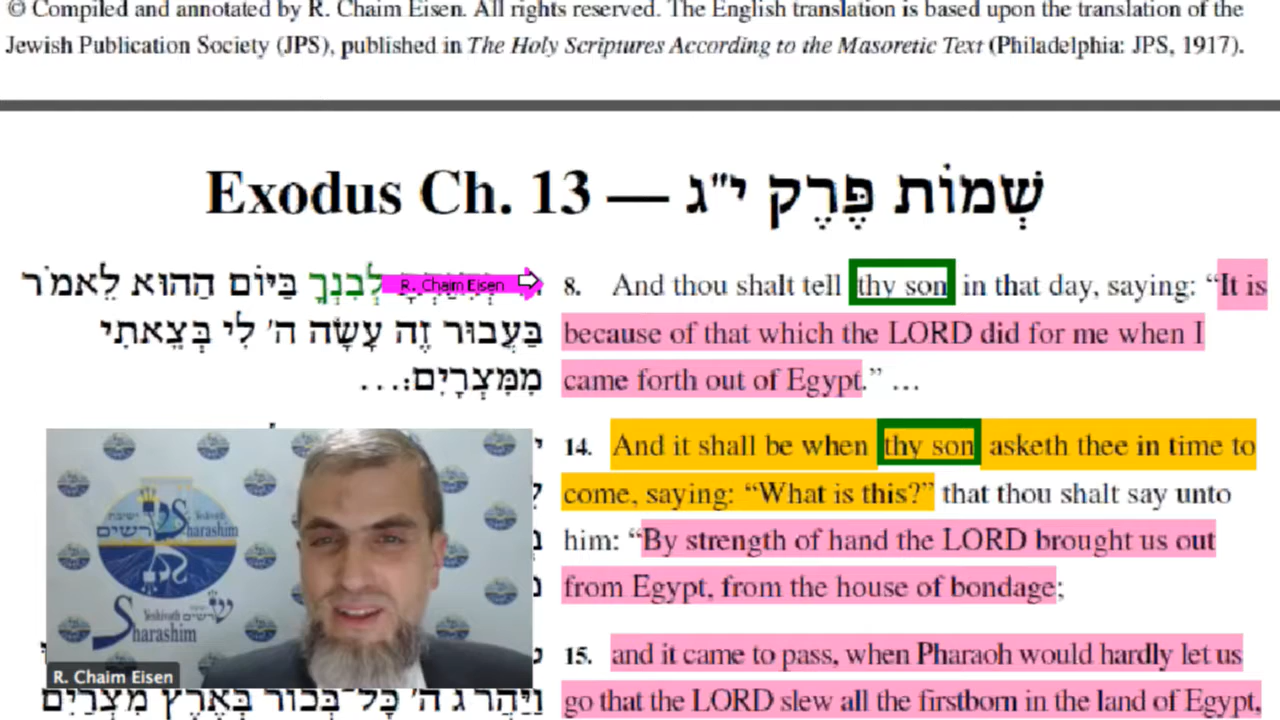 © Compiled and annotated by R. Chaim Eisen. All rights reserved. The English translation is based upon the translation of the
Jewish Publication Society (JPS), published in The Holy Scriptures According to the Masoretic Text (Philadelphia: JPS, 1917).
Exodus Ch. 13 — שְׁמוֹת פֶּרֶק י"ג
לְבִנְךָ בַּיּוֹם הַהוּא לֵאמֹר
בַּעֲבוּר זֶה עָשָׂה ה' לִי בְּצֵאתִי
מִמִּצְרָיִם:…
R. Chaim Eisen
8. And thou shalt tell thy son in that day, saying: “It is
because of that which the LORD did for me when I
came forth out of Egypt.” …
14. And it shall be when thy son asketh thee in time to
come, saying: “What is this?” that thou shalt say unto
him: “By strength of hand the LORD brought us out
from Egypt, from the house of bondage;
15. and it came to pass, when Pharaoh would hardly let us
go that the LORD slew all the firstborn in the land of Egypt,
Sharashim
שרשים
Yeshivath
שרשים
Sharashim
R. Chaim Eisen
וַיַּהֲרֹג ה' כָּל־בְּכוֹר בְּאֶרֶץ מִצְרַיִם